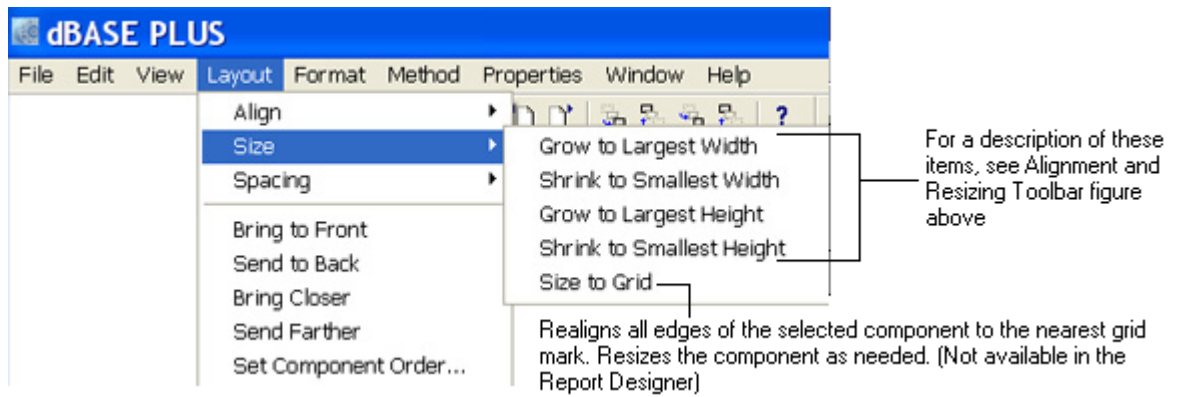 dBASE PLUS
File Edit View Layout Format Method Properties Window Help
Align
Size
Spacing
Bring to Front
Send to Back
Bring Closer
Send Farther
Set Component Order...
?
Grow to Largest Width
Shrink to Smallest Width
Grow to Largest Height
Shrink to Smallest Height
Size to Grid
For a description of these
items, see Alignment and
Resizing Toolbar figure
above
Realigns all edges of the selected component to the nearest grid
mark. Resizes the component as needed. (Not available in the
Report Designer)